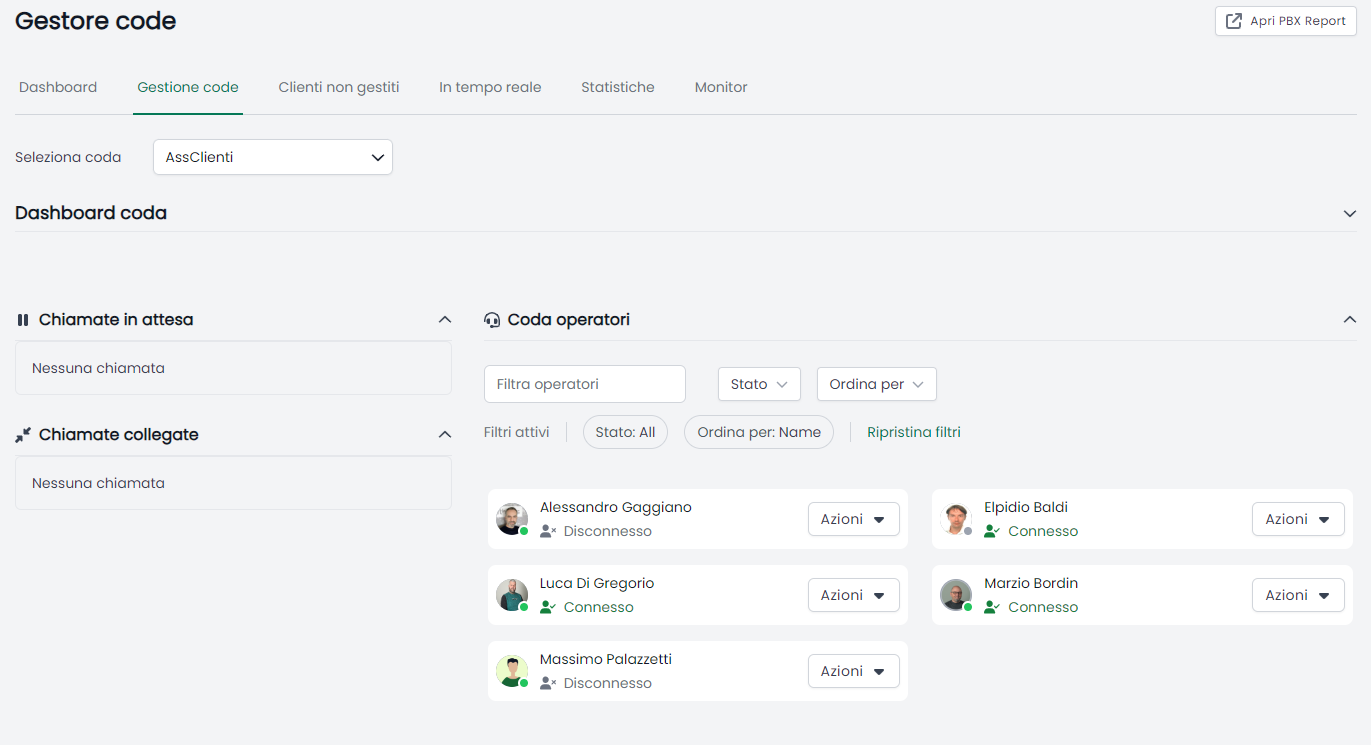 Gestore code
Apri PBX Report
Dashboard
Gestione code
Clienti non gestiti
In tempo reale
Statistiche
Monitor
Seleziona coda
AssClienti
Dashboard coda
Chiamate in attesa
Nessuna chiamata
Chiamate collegate
Nessuna chiamata
Coda operatori
Filtra operatori
Stato
Ordina per
Filtri attivi
Stato: All
Ordina per: Name
Ripristina filtri
Alessandro Gaggiano
Disconnesso
Azioni
Elpidio Baldi
Connesso
Azioni
Luca Di Gregorio
Connesso
Azioni
Marzio Bordin
Connesso
Azioni
Massimo Palazzetti
Disconnesso
Azioni